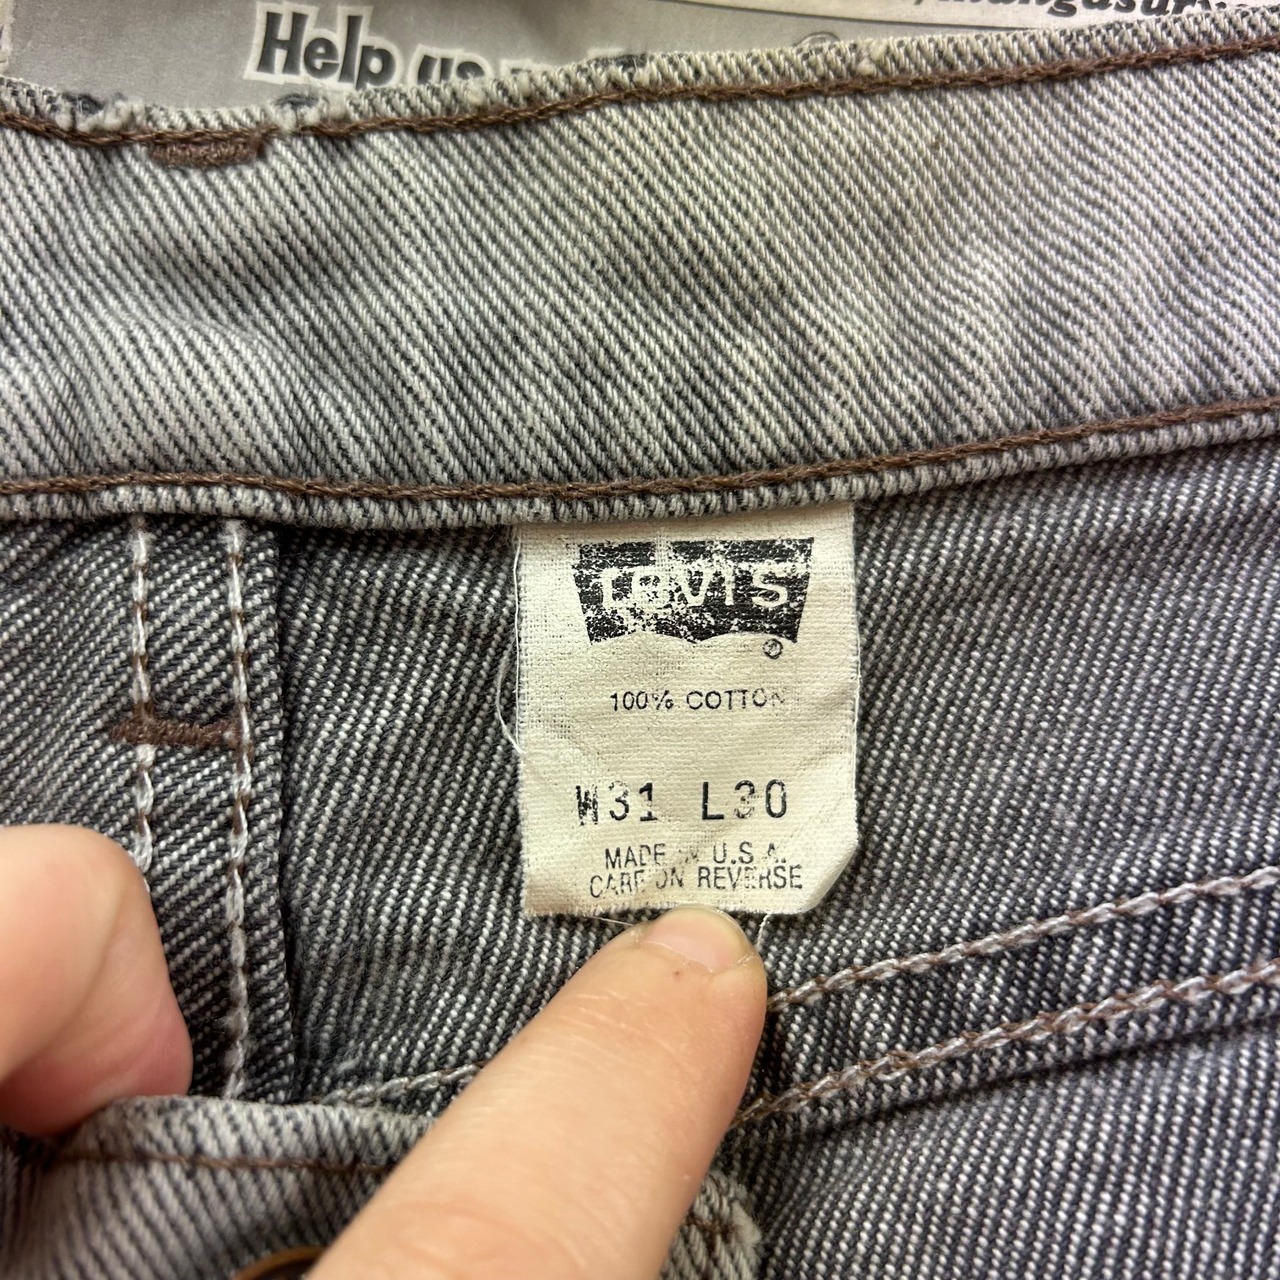 Help us
LEVI'S
®
100% COTTON
W31 L30
MADE IN U.S.A.
CARE ON REVERSE